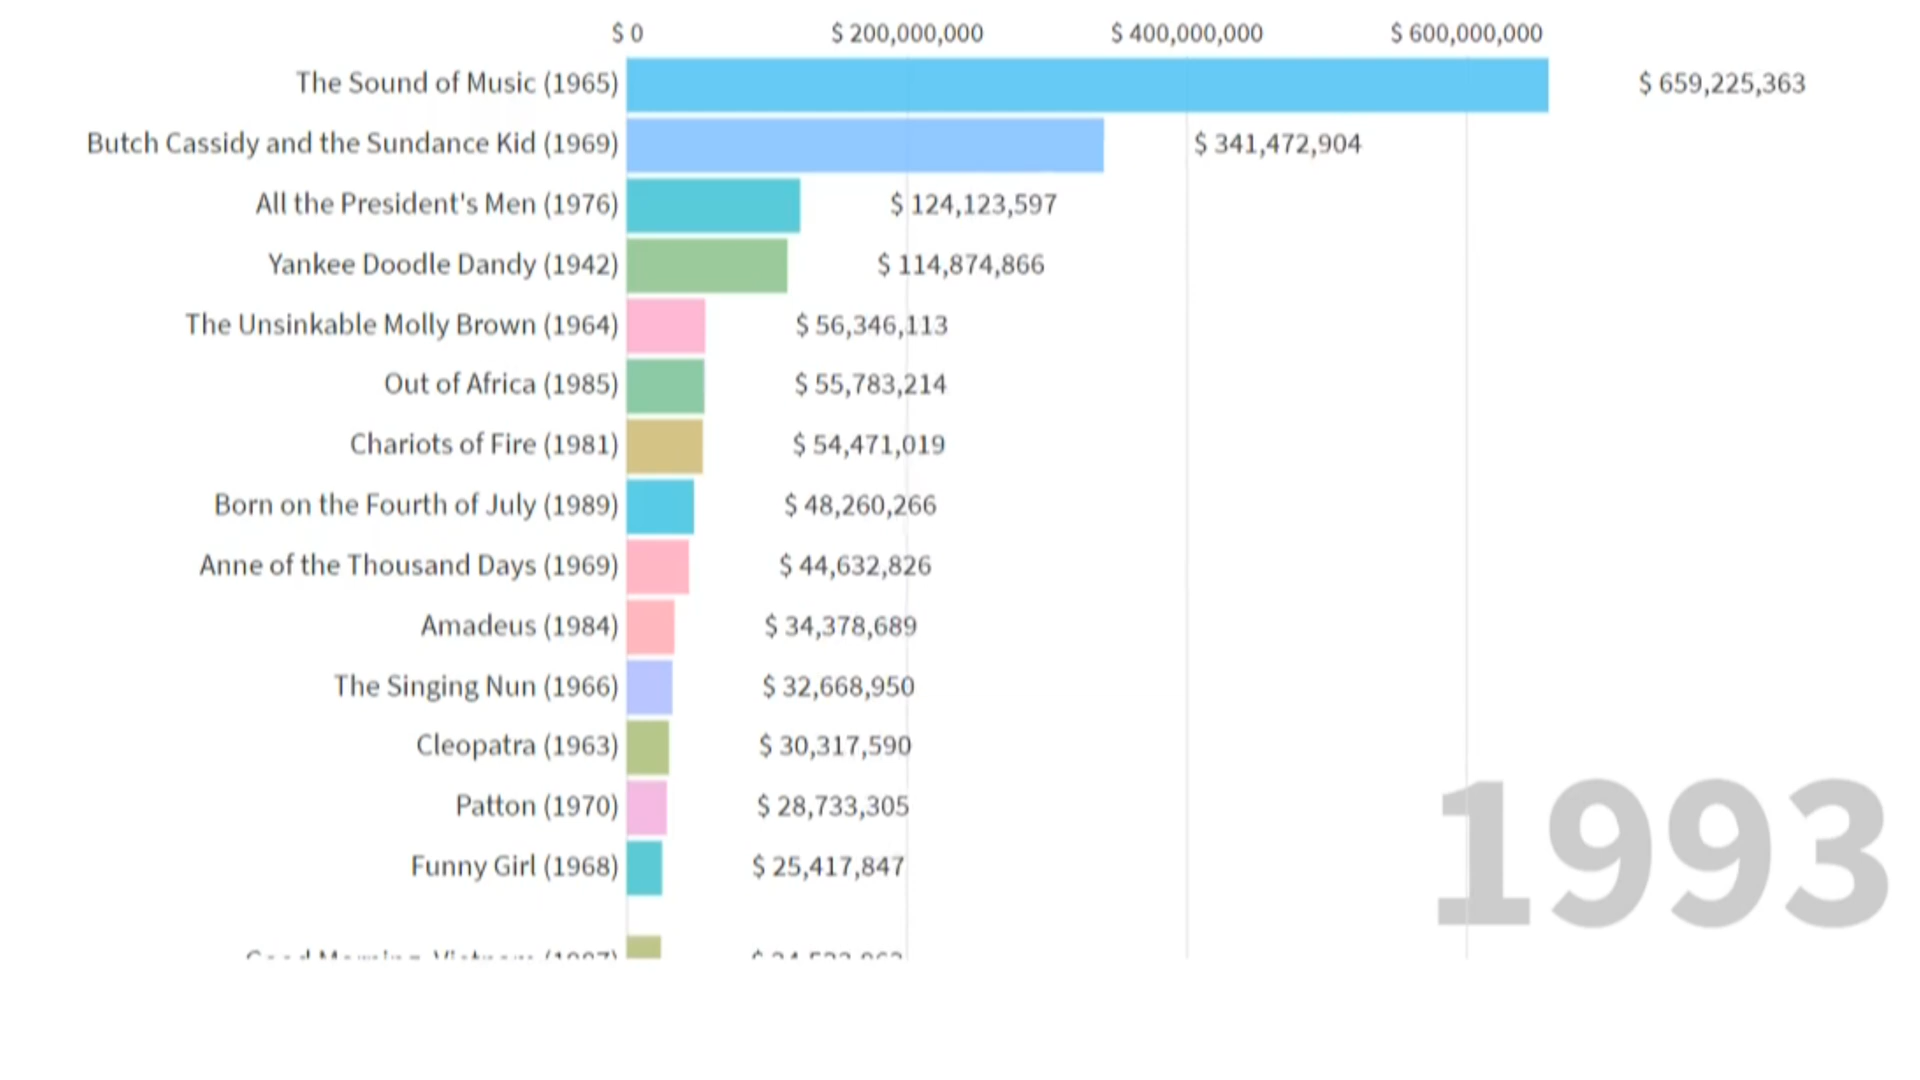 $ 0 $ 200,000,000 $ 400,000,000 $ 600,000,000
The Sound of Music (1965) $ 659,225,363
Butch Cassidy and the Sundance Kid (1969) $ 341,472,904
All the President's Men (1976) $ 124,123,597
Yankee Doodle Dandy (1942) $ 114,874,866
The Unsinkable Molly Brown (1964) $ 56,346,113
Out of Africa (1985) $ 55,783,214
Chariots of Fire (1981) $ 54,471,019
Born on the Fourth of July (1989) $ 48,260,266
Anne of the Thousand Days (1969) $ 44,632,826
Amadeus (1984) $ 34,378,689
The Singing Nun (1966) $ 32,668,950
Cleopatra (1963) $ 30,317,590
Patton (1970) $ 28,733,305
Funny Girl (1968) $ 25,417,847
1993